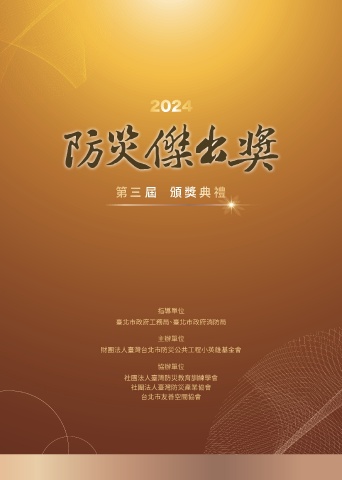 2024
防災傑出獎
第三屆 頒獎典禮
指導單位
臺北市政府工務局、臺北市政府消防局
主辦單位
財團法人臺灣台北市防災公共工程小英雄基金會
協辦單位
社團法人臺灣防災教育訓練學會
社團法人臺灣防災產業協會
台北市友善空間協會